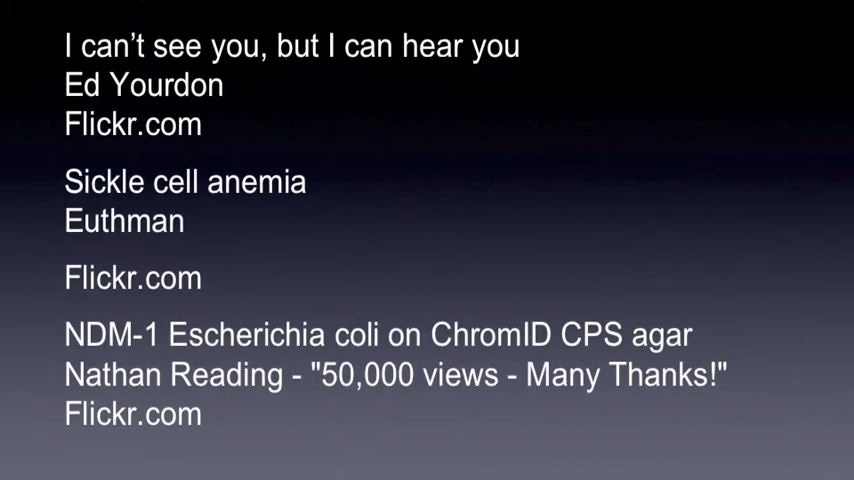 I can’t see you, but I can hear you
Ed Yourdon
Flickr.com
Sickle cell anemia
Euthman
Flickr.com
NDM-1 Escherichia coli on ChromID CPS agar
Nathan Reading - "50,000 views - Many Thanks!"
Flickr.com